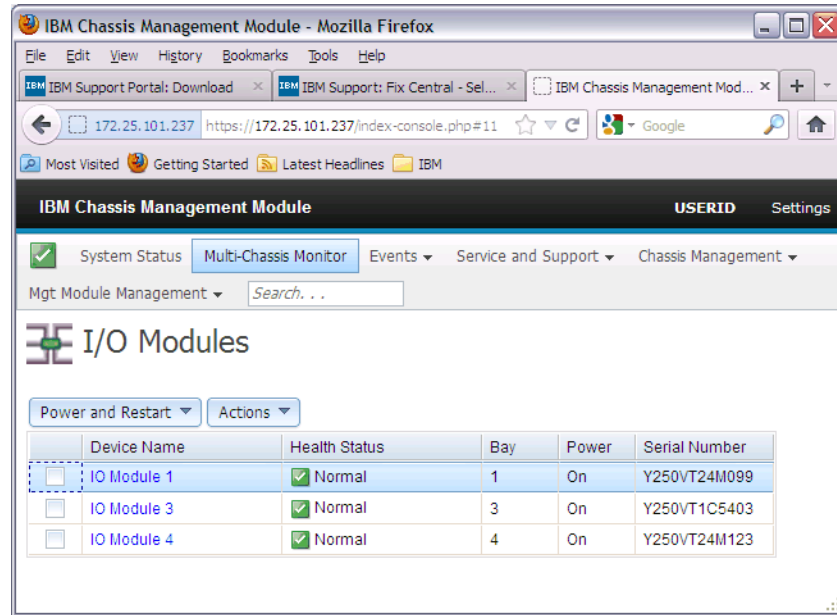 IBM Chassis Management Module - Mozilla Firefox
File Edit View History Bookmarks Tools Help
IBM IBM Support Portal: Download × IBM IBM Support: Fix Central - Sel... × IBM Chassis Management Mod... × +
172.25.101.237 https://172.25.101.237/index-console.php#11 Google
Most Visited Getting Started Latest Headlines IBM
IBM Chassis Management Module USERID Settings
System Status Multi-Chassis Monitor Events Service and Support Chassis Management
Mgt Module Management Search. . .
I/O Modules
Power and Restart Actions
Device Name Health Status Bay Power Serial Number
IO Module 1 Normal 1 On Y250VT24M099
IO Module 3 Normal 3 On Y250VT1C5403
IO Module 4 Normal 4 On Y250VT24M123